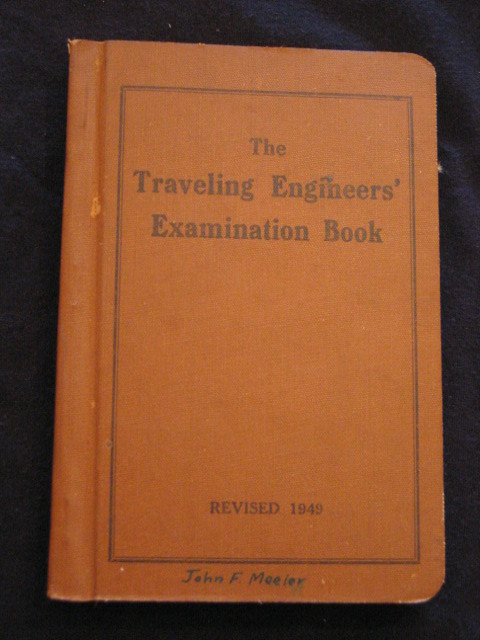 The
Traveling Engineers'
Examination Book
REVISED 1949
John F. Moeler